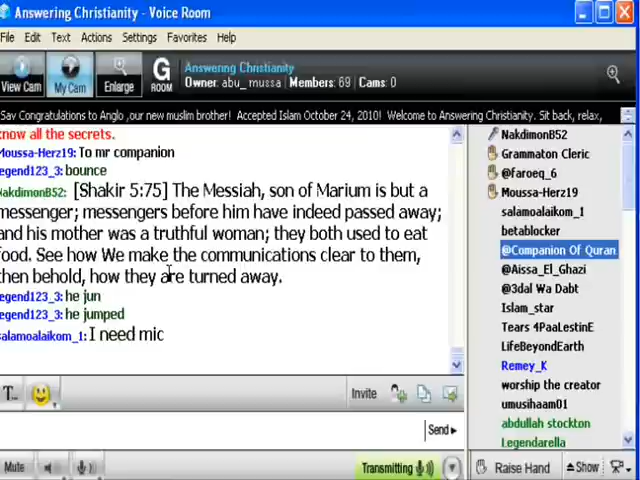 Answering Christianity - Voice Room
File Edit Text Actions Settings Favorites Help
View Cam My Cam Enlarge G ROOM
Answering Christianity
Owner: abu_mussa | Members: 69 | Cams: 0
Say Congratulations to Anglo ,our new muslim brother! Accepted Islam October 24, 2010! Welcome to Answering Christianity. Sit back, relax,
know all the secrets.
Moussa-Herz19: To mr companion
legend123_3: bounce
NakdimonB52: [Shakir 5:75] The Messiah, son of Marium is but a
messenger; messengers before him have indeed passed away;
and his mother was a truthful woman; they both used to eat
food. See how We make the communications clear to them,
then behold, how they are turned away.
legend123_3: he jun
legend123_3: he jumped
salamoalaikom_1: I need mic
NakdimonB52
Grammaton Cleric
@faroeq_6
Moussa-Herz19
salamoalaikom_1
betablocker
@Companion Of Quran
@Aissa_El_Ghazi
@3dal Wa Dabt
Islam_star
Tears 4PaaLestinE
LifeBeyondEarth
Remey_K
worship the creator
umusihaam01
abdullah stockton
Legendarella
T... Invite
Send
Mute Transmitting Raise Hand Show